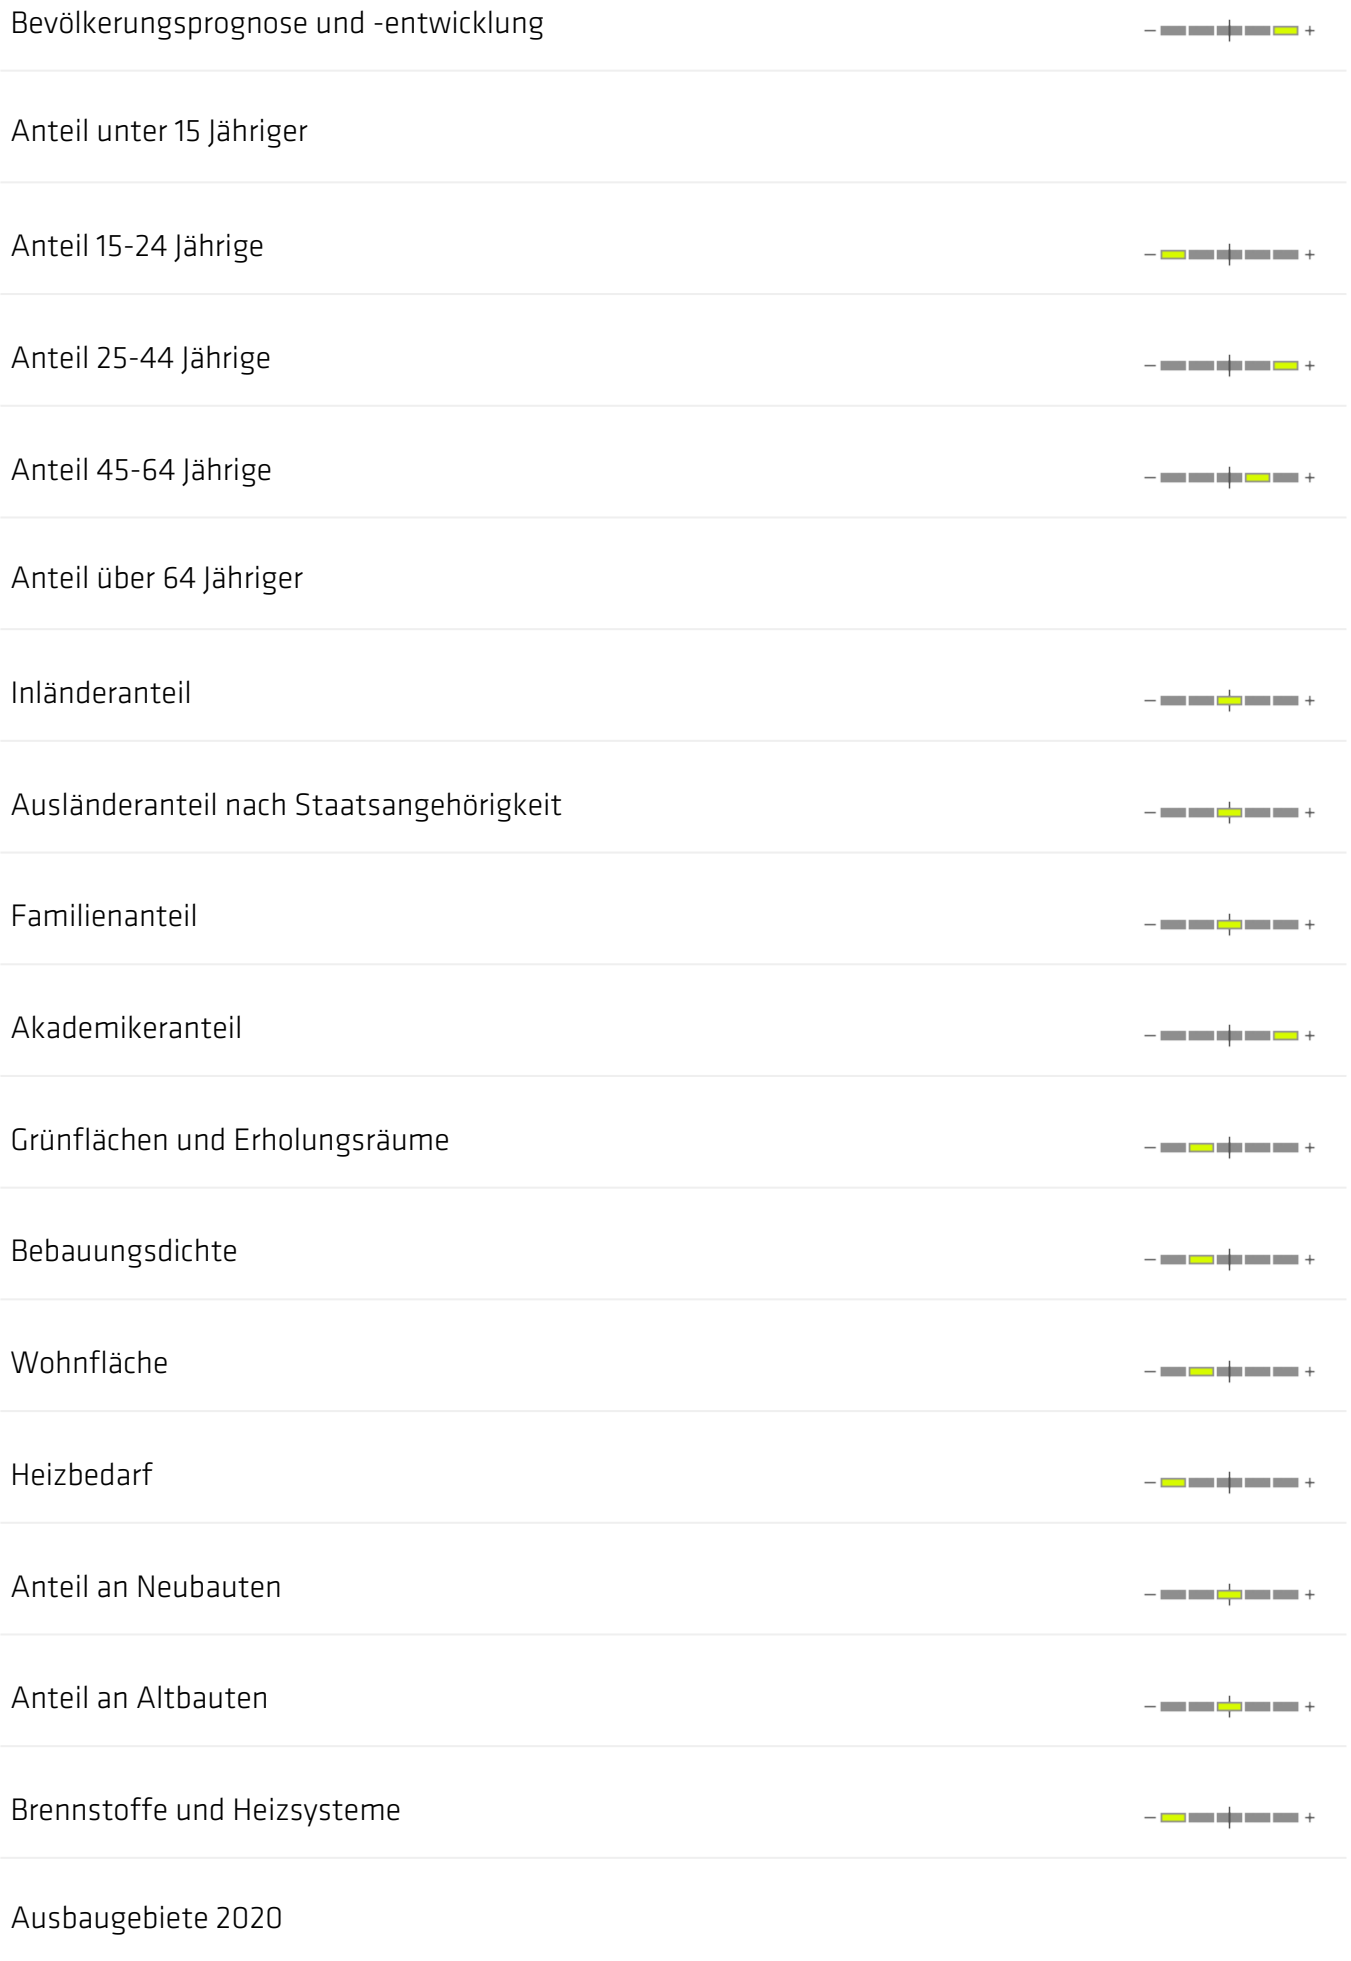 Bevölkerungsprognose und -entwicklung − +
Anteil unter 15 Jähriger
Anteil 15-24 Jährige − +
Anteil 25-44 Jährige − +
Anteil 45-64 Jährige − +
Anteil über 64 Jähriger
Inländeranteil − +
Ausländeranteil nach Staatsangehörigkeit − +
Familienanteil − +
Akademikeranteil − +
Grünflächen und Erholungsräume − +
Bebauungsdichte − +
Wohnfläche − +
Heizbedarf − +
Anteil an Neubauten − +
Anteil an Altbauten − +
Brennstoffe und Heizsysteme − +
Ausbaugebiete 2020